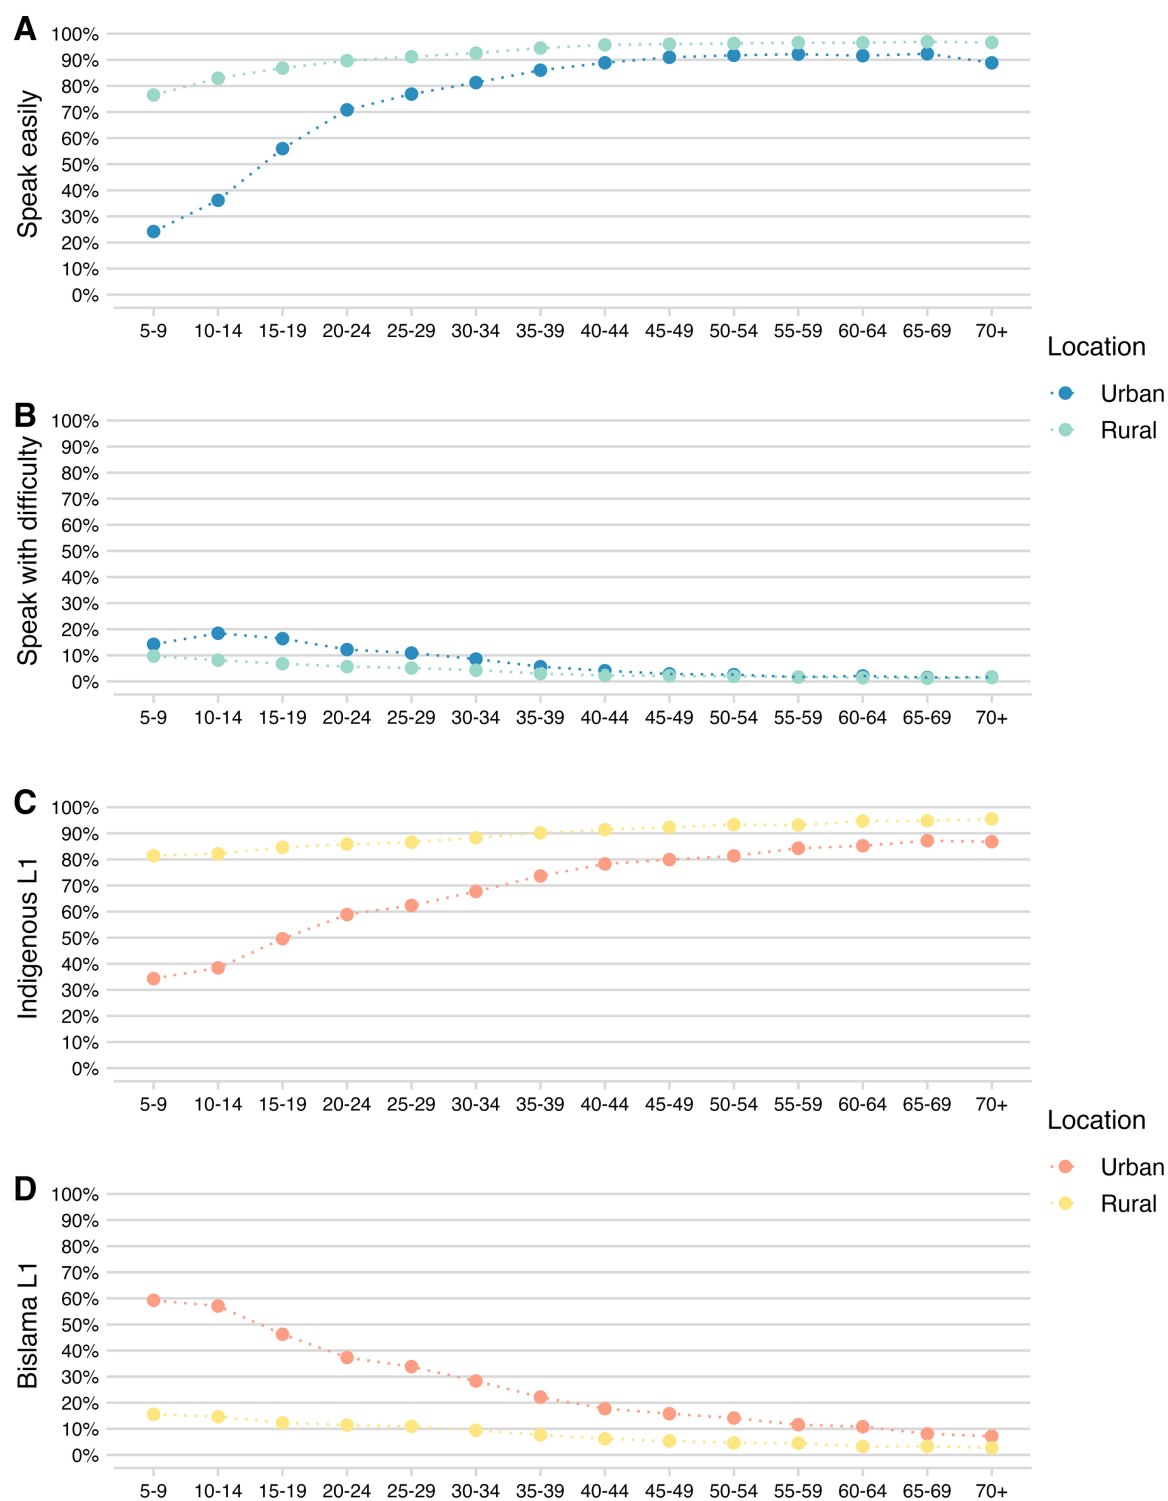 A
Speak easily
100%
90%
80%
70%
60%
50%
40%
30%
20%
10%
0%
5-9 10-14 15-19 20-24 25-29 30-34 35-39 40-44 45-49 50-54 55-59 60-64 65-69 70+
Location
Urban
Rural
B
Speak with difficulty
100%
90%
80%
70%
60%
50%
40%
30%
20%
10%
0%
5-9 10-14 15-19 20-24 25-29 30-34 35-39 40-44 45-49 50-54 55-59 60-64 65-69 70+
C
Indigenous L1
100%
90%
80%
70%
60%
50%
40%
30%
20%
10%
0%
5-9 10-14 15-19 20-24 25-29 30-34 35-39 40-44 45-49 50-54 55-59 60-64 65-69 70+
Location
Urban
Rural
D
Bislama L1
100%
90%
80%
70%
60%
50%
40%
30%
20%
10%
0%
5-9 10-14 15-19 20-24 25-29 30-34 35-39 40-44 45-49 50-54 55-59 60-64 65-69 70+